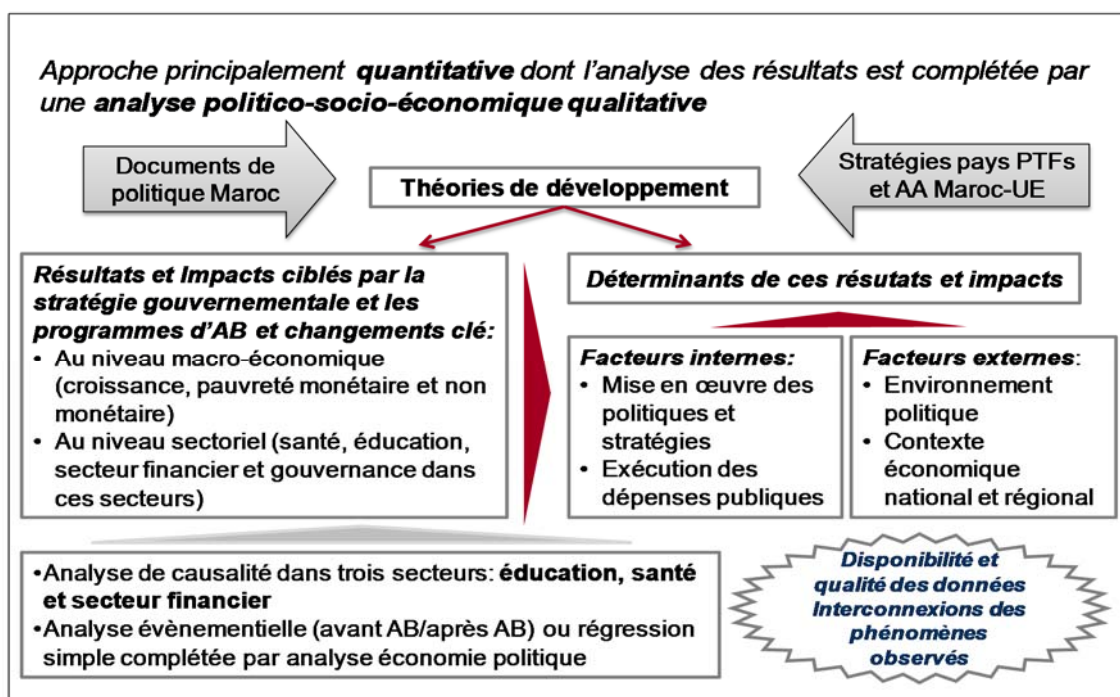 Approche principalement quantitative dont l'analyse des résultats est complétée par
une analyse politico-socio-économique qualitative
Documents de
politique Maroc
Théories de développement
Stratégies pays PTFs
et AA Maroc-UE
Résultats et Impacts ciblés par la
stratégie gouvernementale et les
programmes d'AB et changements clé:
• Au niveau macro-économique
(croissance, pauvreté monétaire et non
monétaire)
• Au niveau sectoriel (santé, éducation,
secteur financier et gouvernance dans
ces secteurs)
Déterminants de ces résutats et impacts
Facteurs internes:
• Mise en œuvre des
politiques et
stratégies
• Exécution des
dépenses publiques
Facteurs externes:
• Environnement
politique
• Contexte
économique
national et régional
•Analyse de causalité dans trois secteurs: éducation, santé
et secteur financier
•Analyse évènementielle (avant AB/après AB) ou régression
simple complétée par analyse économie politique
Disponibilité et
qualité des données
Interconnexions des
phénomènes
observés